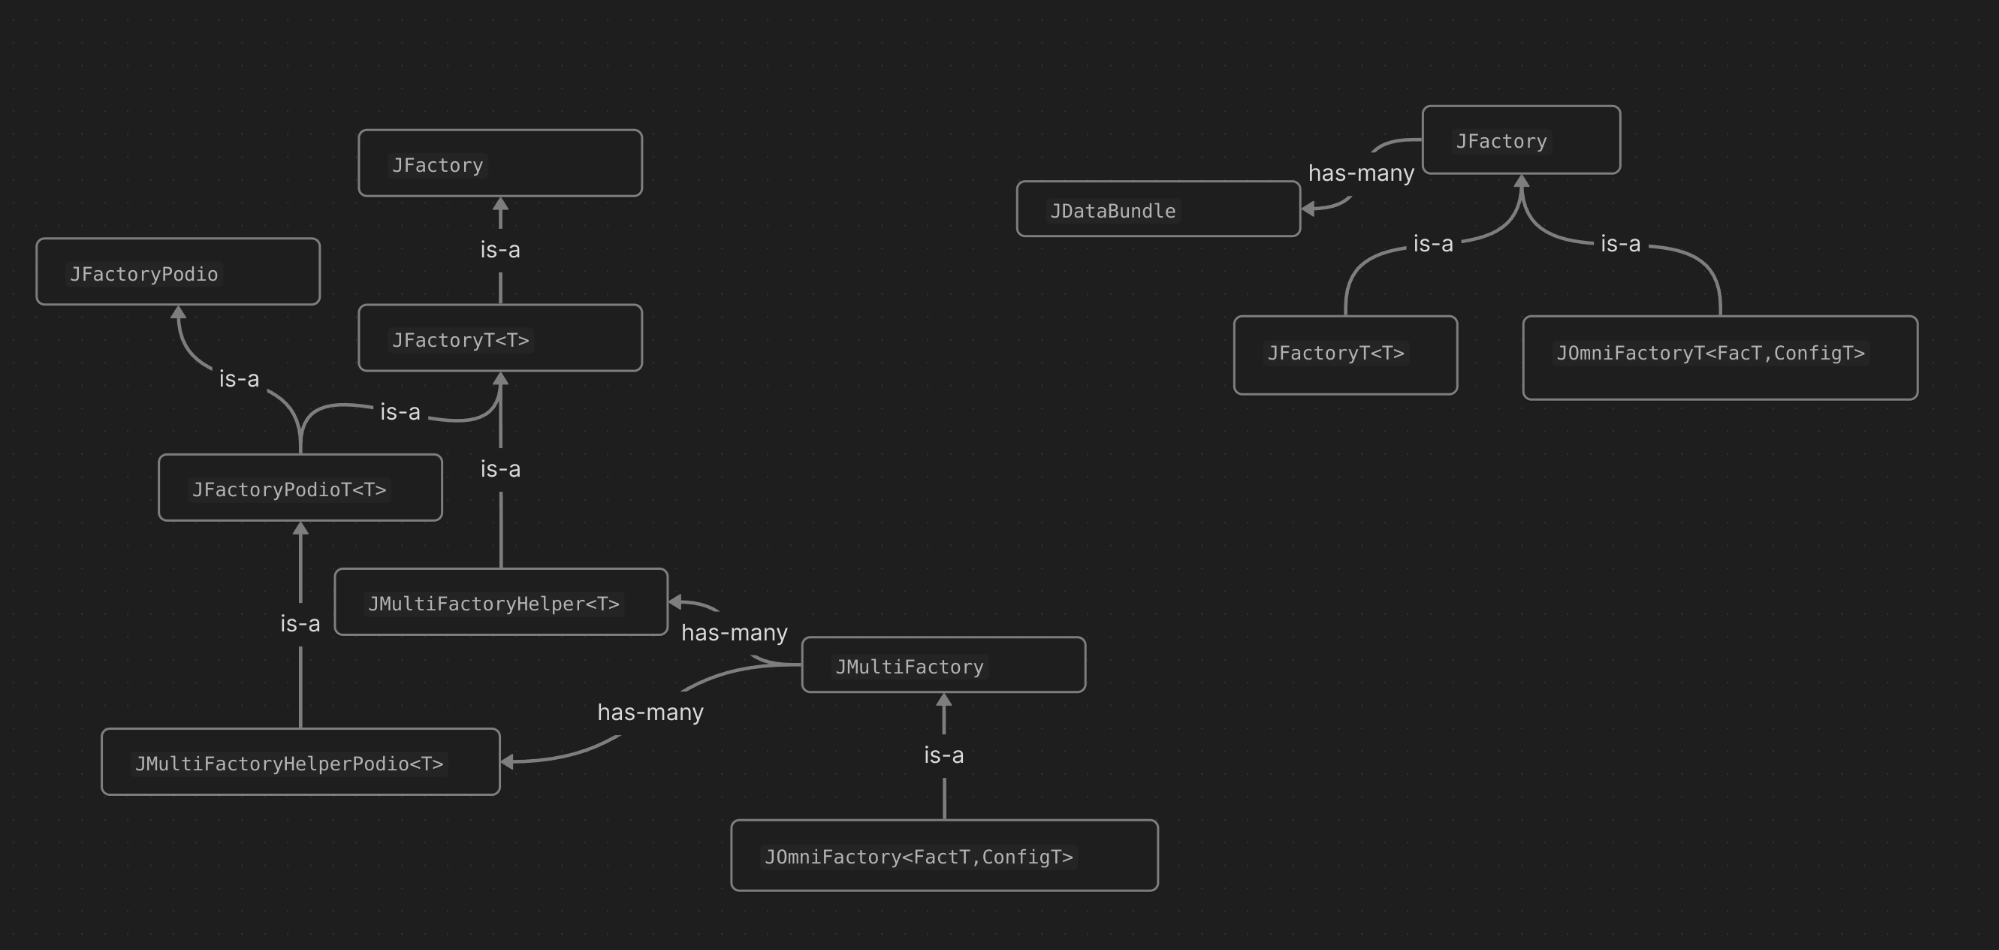 JFactory
is-a
JFactoryPodio
JFactoryT<T>
is-a
is-a
JFactoryPodioT<T>
is-a
is-a
JMultiFactoryHelper<T>
has-many
JMultiFactory
has-many
JMultiFactoryHelperPodio<T>
is-a
JOmniFactory<FactT,ConfigT>
JFactory
has-many
JDataBundle
is-a
is-a
JFactoryT<T>
JOmniFactoryT<FacT,ConfigT>